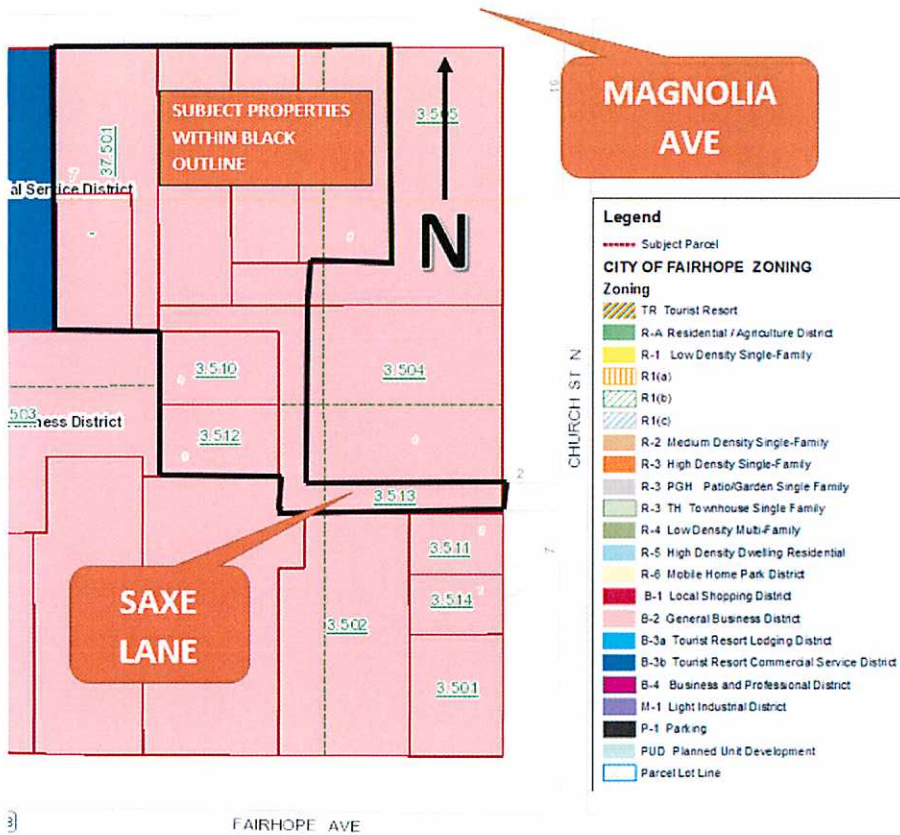 MAGNOLIA
AVE
SUBJECT PROPERTIES
WITHIN BLACK
OUTLINE
37.501
3.505
N
al Service District
3.510
3.504
3.503
ness District
3.512
3.513
2
7
CHURCH ST N
3.511
3.514
3.502
3.501
SAXE
LANE
FAIRHOPE AVE
Legend
Subject Parcel
CITY OF FAIRHOPE ZONING
Zoning
TR Tourist Resort
R-A Residential / Agriculture District
R-1 Low Density Single-Family
R1(a)
R1(b)
R1(c)
R-2 Medium Density Single-Family
R-3 High Density Single-Family
R-3 PGH Patio/Garden Single Family
R-3 TH Townhouse Single Family
R-4 Low Density Multi-Family
R-5 High Density Dwelling Residential
R-6 Mobile Home Park District
B-1 Local Shopping District
B-2 General Business District
B-3a Tourist Resort Lodging District
B-3b Tourist Resort Commercial Service District
B-4 Business and Professional District
M-1 Light Industrial District
P-1 Parking
PUD Planned Unit Development
Parcel Lot Line